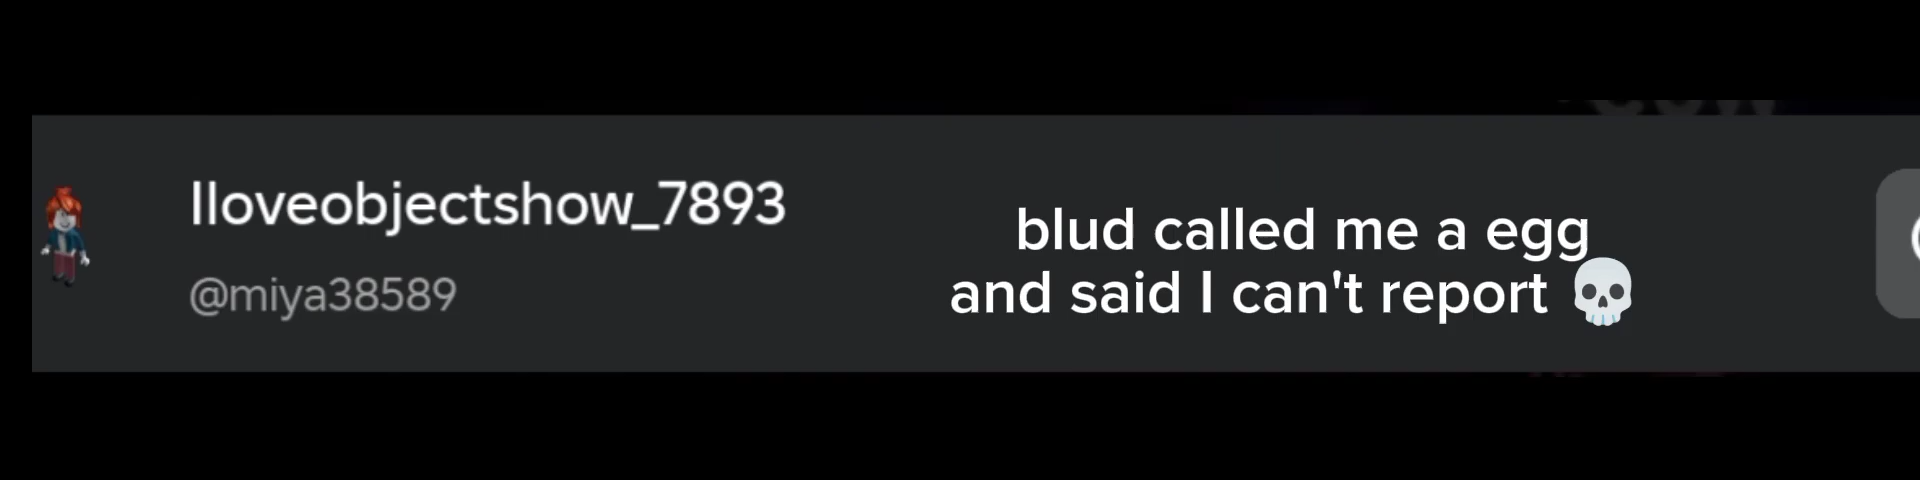 Iloveobjectshow_7893
@miya38589
blud called me a egg
and said I can't report 💀